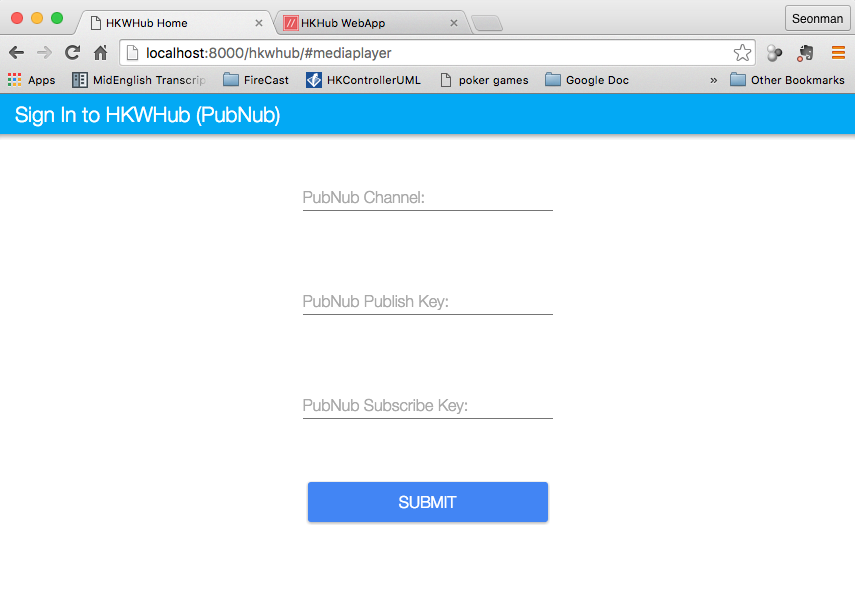 HKWHub Home
HKHub WebApp
Seonman
localhost:8000/hkwhub/#mediaplayer
Apps
MidEnglish Transcrip
FireCast
HKControllerUML
poker games
Google Doc
»
Other Bookmarks
Sign In to HKWHub (PubNub)
PubNub Channel:
PubNub Publish Key:
PubNub Subscribe Key:
SUBMIT